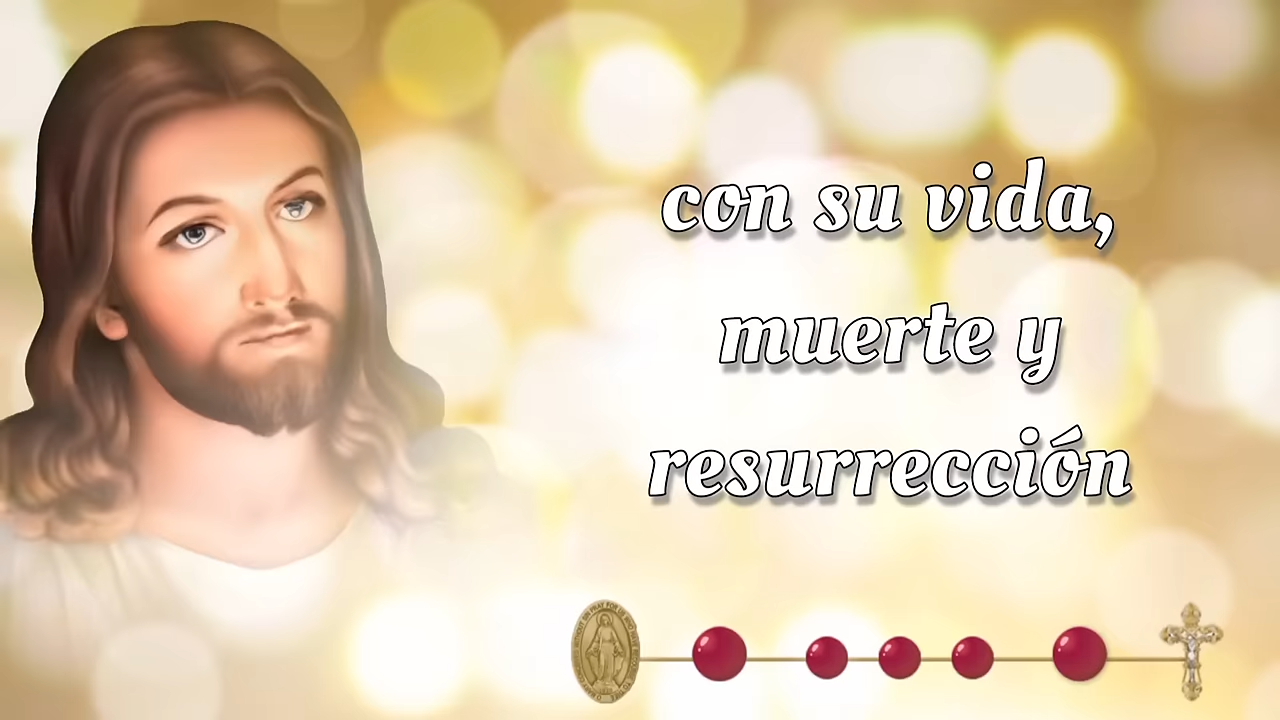 con su vida,
muerte y
resurrección